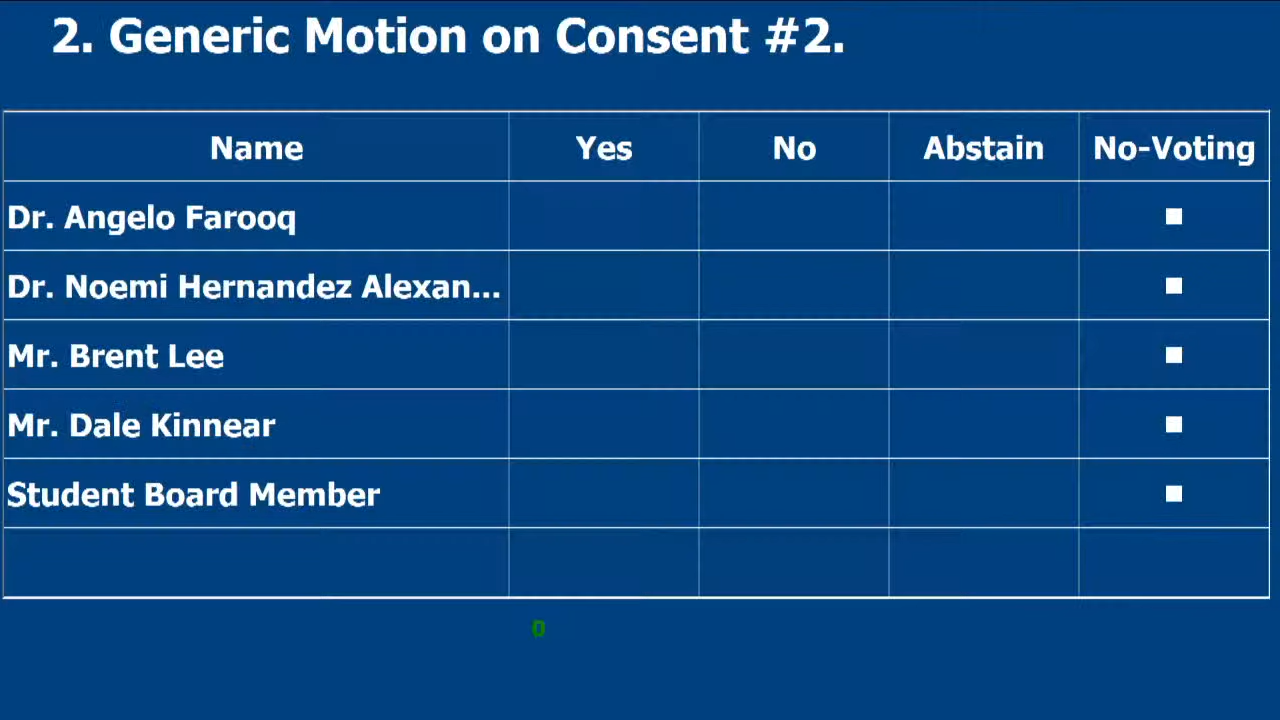 2. Generic Motion on Consent #2.
Name Yes No Abstain No-Voting
Dr. Angelo Farooq
Dr. Noemi Hernandez Alexan...
Mr. Brent Lee
Mr. Dale Kinnear
Student Board Member
0